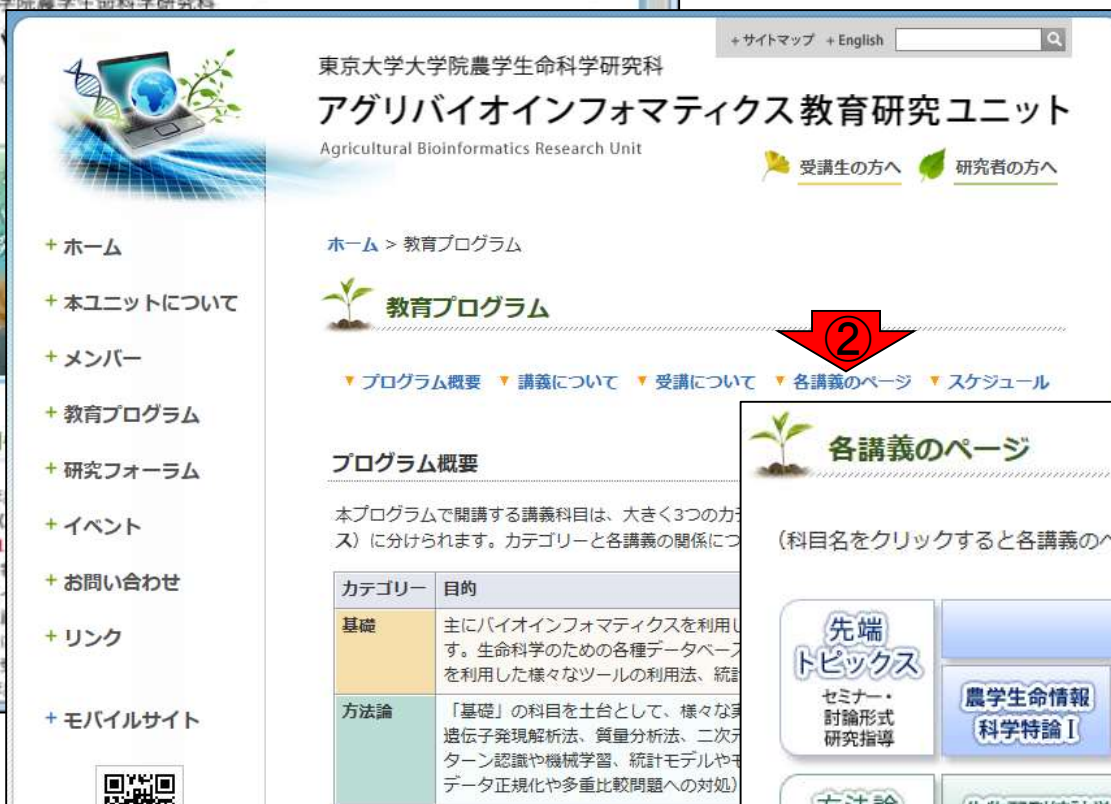 +サイトマップ +English
東京大学大学院農学生命科学研究科
アグリバイオインフォマティクス教育研究ユニット
Agricultural Bioinformatics Research Unit
受講生の方へ 研究者の方へ
+ ホーム
+ 本ユニットについて
+ メンバー
+ 教育プログラム
+ 研究フォーラム
+ イベント
+ お問い合わせ
+ リンク
+ モバイルサイト
ホーム > 教育プログラム
教育プログラム
②
▼ プログラム概要 ▼ 講義について ▼ 受講について ▼ 各講義のページ ▼ スケジュール
プログラム概要
本プログラムで開講する講義科目は、大きく3つのカ
ス）に分けられます。カテゴリーと各講義の関係につ
カテゴリー 目的
基礎 主にバイオインフォマティクスを利用し
す。生命科学のための各種データベース
を利用した様々なツールの利用法、統計
方法論 「基礎」の科目を土台として、様々な実
遺伝子発現解析法、質量分析法、二次元
ターン認識や機械学習、統計モデルやモ
データ正規化や多重比較問題への対処）
各講義のページ
（科目名をクリックすると各講義の
先端
トピックス
セミナー・
討論形式
研究指導
農学生命情報
科学特論Ⅰ
方法論